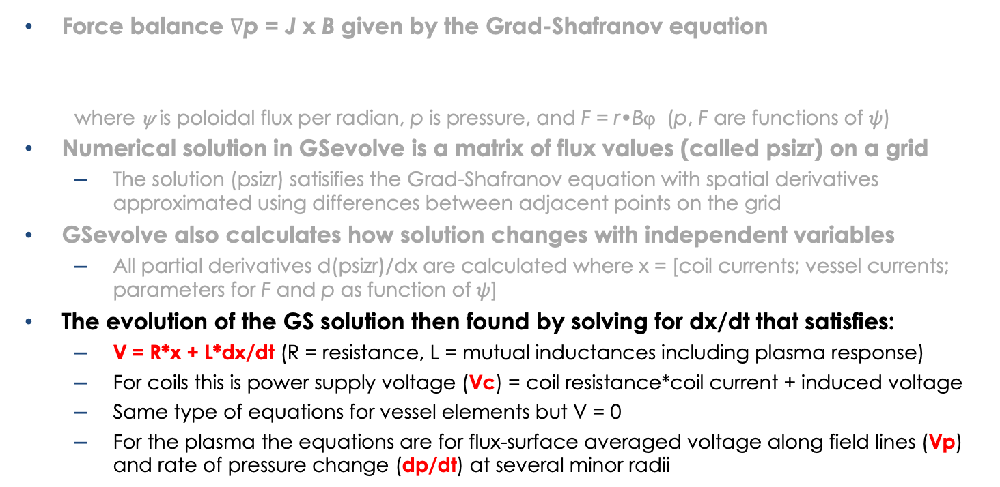 • Force balance ∇p = J x B given by the Grad-Shafranov equation
where ψ is poloidal flux per radian, p is pressure, and F = r•Bφ (p, F are functions of ψ)
• Numerical solution in GSevolve is a matrix of flux values (called psizr) on a grid
– The solution (psizr) satisifies the Grad-Shafranov equation with spatial derivatives
approximated using differences between adjacent points on the grid
• GSevolve also calculates how solution changes with independent variables
– All partial derivatives d(psizr)/dx are calculated where x = [coil currents; vessel currents;
parameters for F and p as function of ψ]
• The evolution of the GS solution then found by solving for dx/dt that satisfies:
– V = R*x + L*dx/dt (R = resistance, L = mutual inductances including plasma response)
– For coils this is power supply voltage (Vc) = coil resistance*coil current + induced voltage
– Same type of equations for vessel elements but V = 0
– For the plasma the equations are for flux-surface averaged voltage along field lines (Vp)
and rate of pressure change (dp/dt) at several minor radii